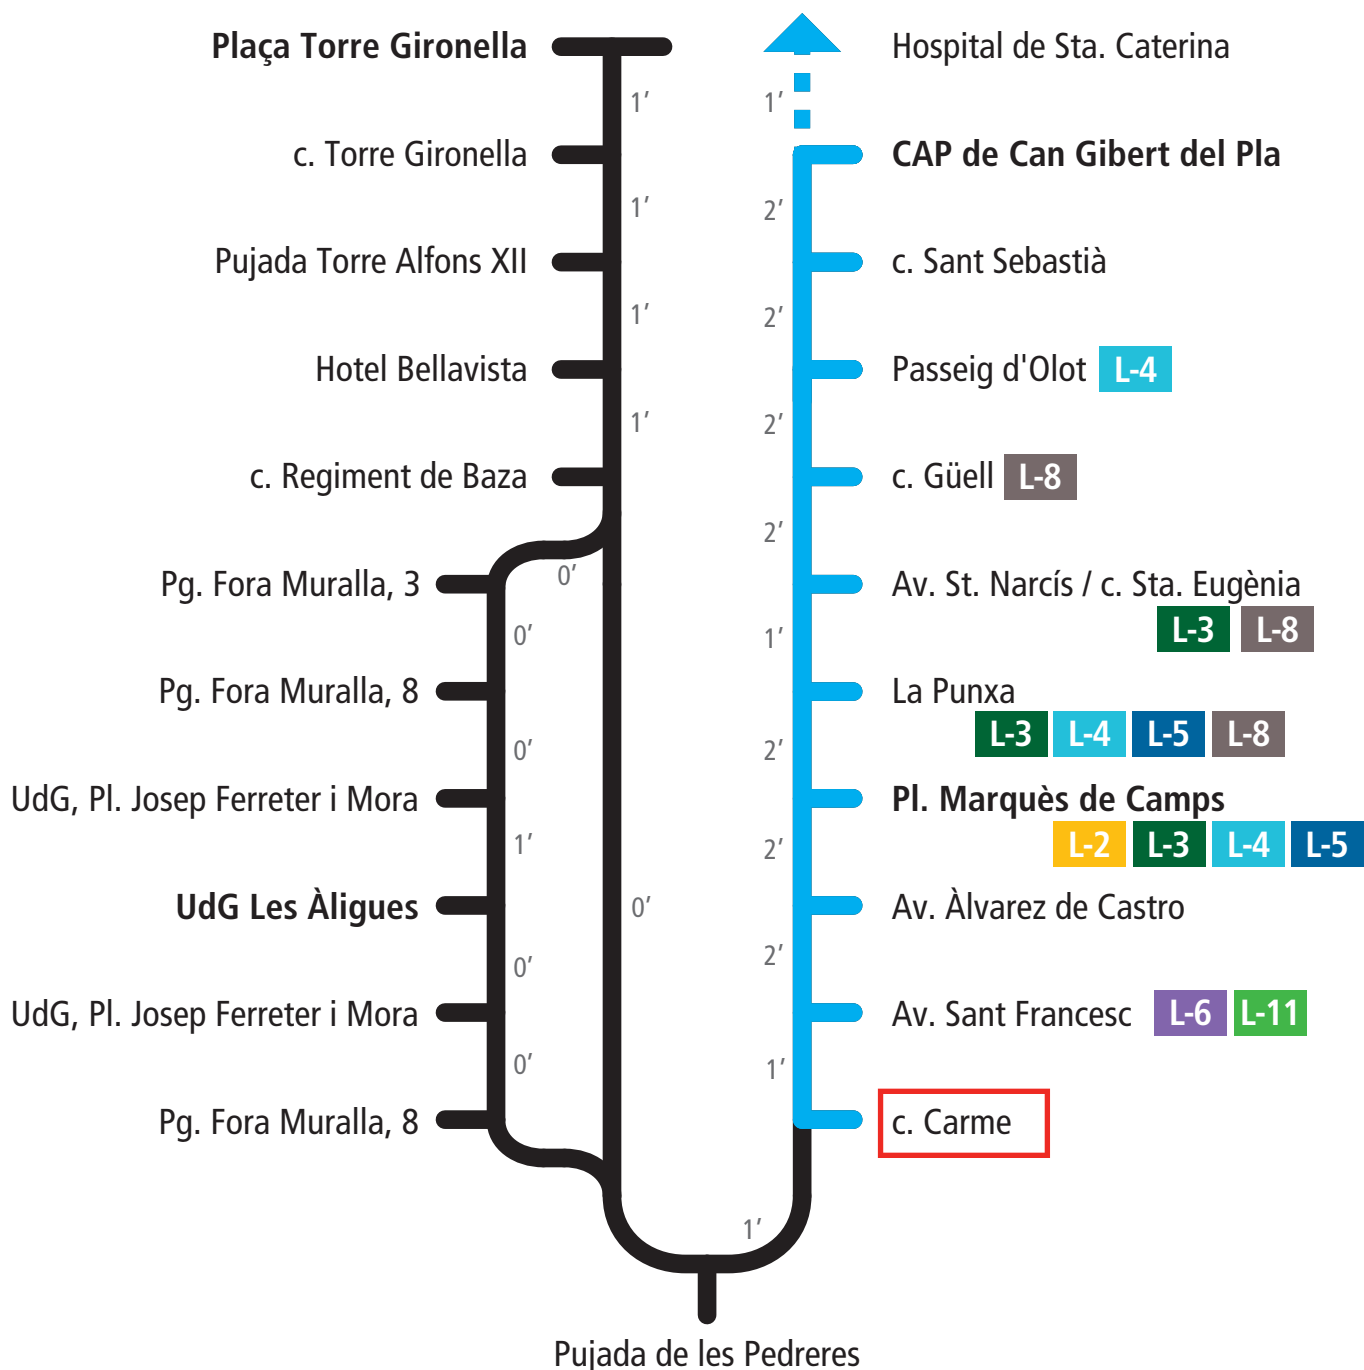 Plaça Torre Gironella
1’
c. Torre Gironella
1’
Pujada Torre Alfons XII
1’
Hotel Bellavista
1’
c. Regiment de Baza
0’
Pg. Fora Muralla, 3
0’
Pg. Fora Muralla, 8
0’
UdG, Pl. Josep Ferreter i Mora
1’
UdG Les Àligues
0’
0’
UdG, Pl. Josep Ferreter i Mora
0’
Pg. Fora Muralla, 8
Pujada de les Pedreres
1’
c. Carme
1’
Av. Sant Francesc L-6 L-11
2’
Av. Àlvarez de Castro
2’
Pl. Marquès de Camps
L-2 L-3 L-4 L-5
2’
La Punxa
L-3 L-4 L-5 L-8
1’
Av. St. Narcís / c. Sta. Eugènia
L-3 L-8
2’
c. Güell L-8
2’
Passeig d'Olot L-4
2’
c. Sant Sebastià
2’
CAP de Can Gibert del Pla
1’
Hospital de Sta. Caterina